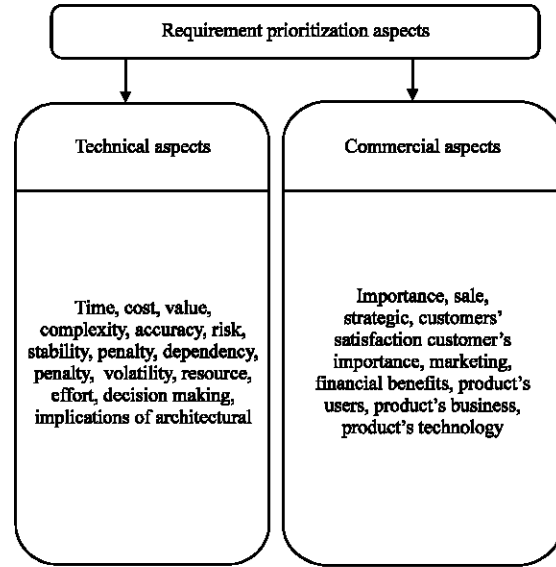 Requirement prioritization aspects
Technical aspects
Time, cost, value,
complexity, accuracy, risk,
stability, penalty, dependency,
penalty, volatility, resource,
effort, decision making,
implications of architectural
Commercial aspects
Importance, sale,
strategic, customers’
satisfaction customer’s
importance, marketing,
financial benefits, product’s
users, product’s business,
product’s technology